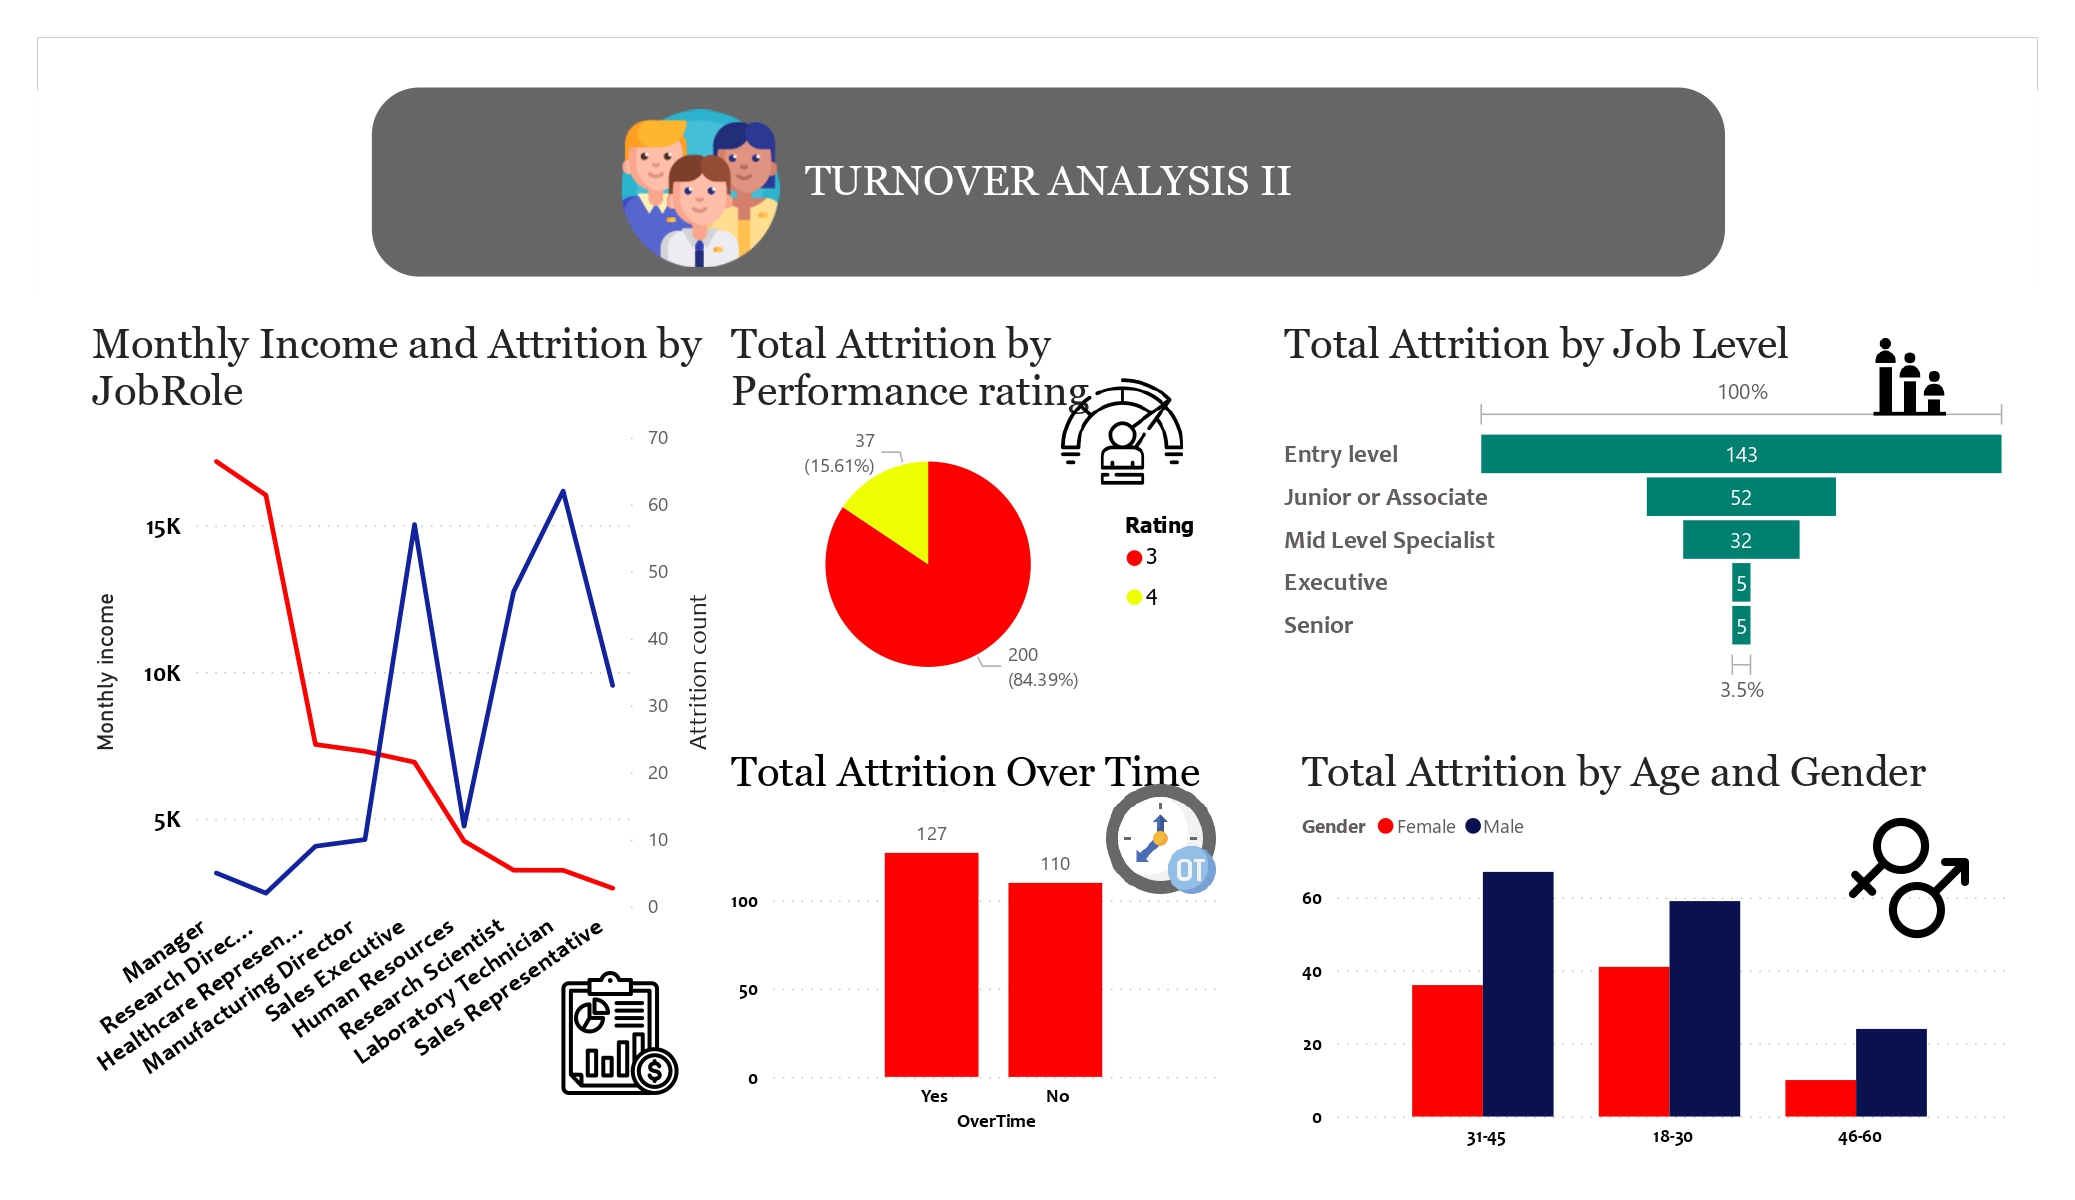 TURNOVER ANALYSIS II
Monthly Income and Attrition by
JobRole
70
60
50
40
30
20
10
0
15K
10K
5K
Monthly income
Attrition count
Manager
Research Direc...
Healthcare Represen...
Manufacturing Director
Sales Executive
Human Resources
Research Scientist
Laboratory Technician
Sales Representative
$
Total Attrition by
Performance rating
37
(15.61%)
200
(84.39%)
Rating
3
4
Total Attrition by Job Level
100%
Entry level 143
Junior or Associate 52
Mid Level Specialist 32
Executive 5
Senior 5
3.5%
Total Attrition Over Time
OT
127
110
100
50
0
Yes No
OverTime
Total Attrition by Age and Gender
Gender Female Male
60
40
20
0
31-45 18-30 46-60